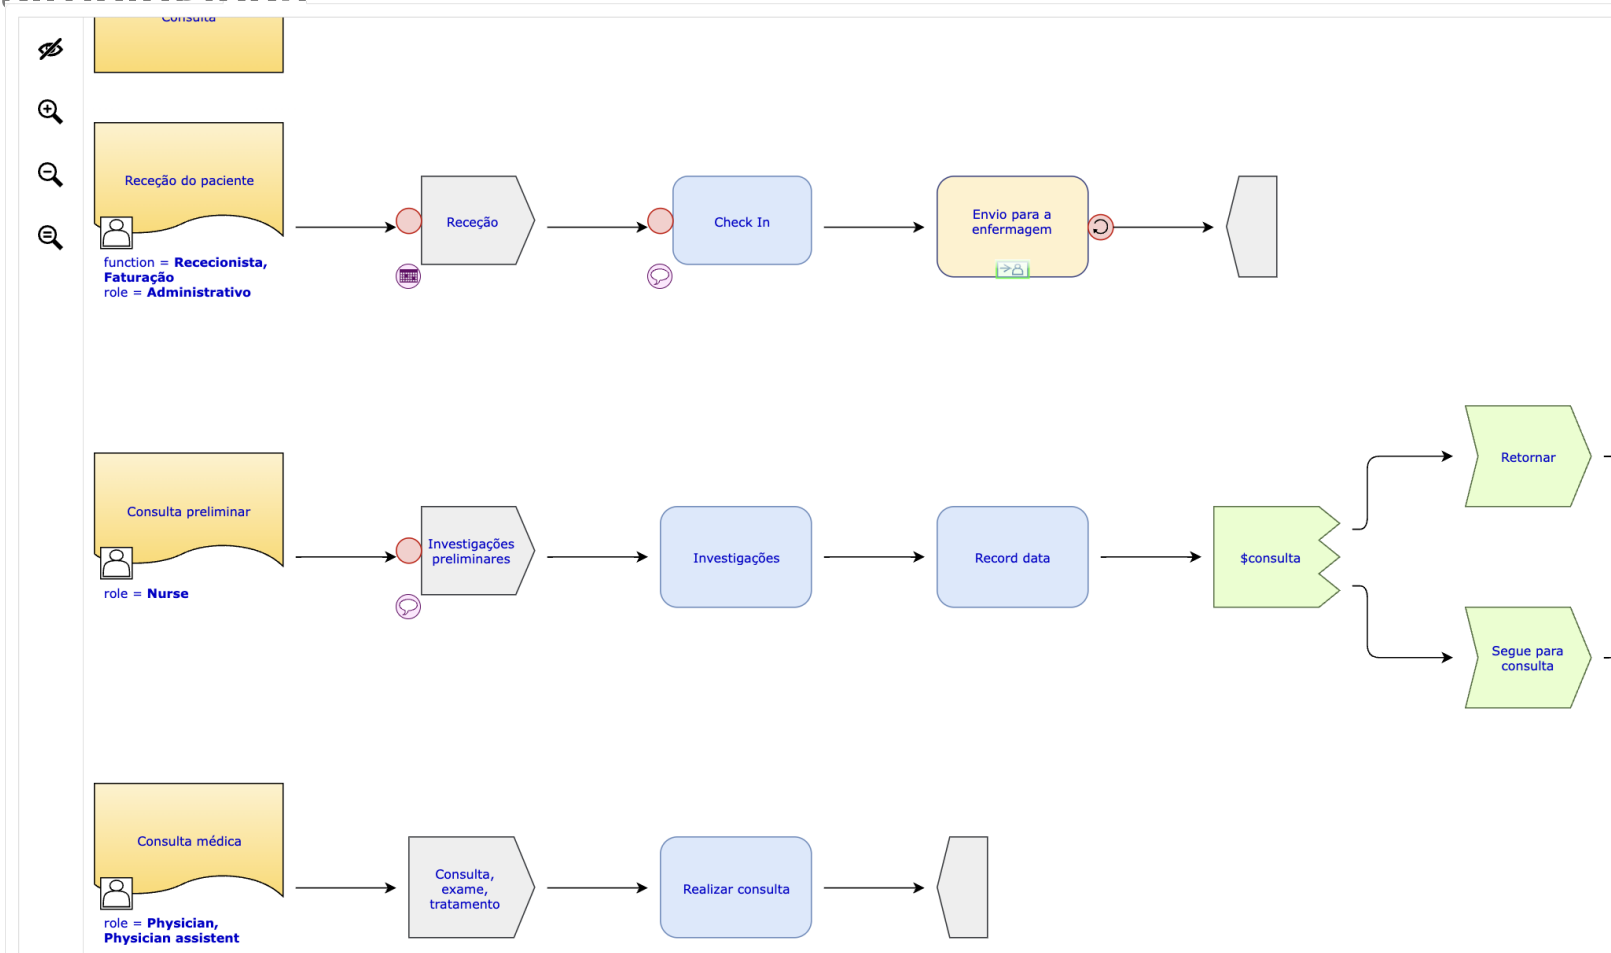 Consulta
Receção do paciente
function = Rececionista,
Faturação
role = Administrativo
Receção
Check In
Envio para a
enfermagem
Consulta preliminar
role = Nurse
Investigações
preliminares
Investigações
Record data
$consulta
Retornar
Segue para
consulta
Consulta médica
role = Physician,
Physician assistent
Consulta,
exame,
tratamento
Realizar consulta